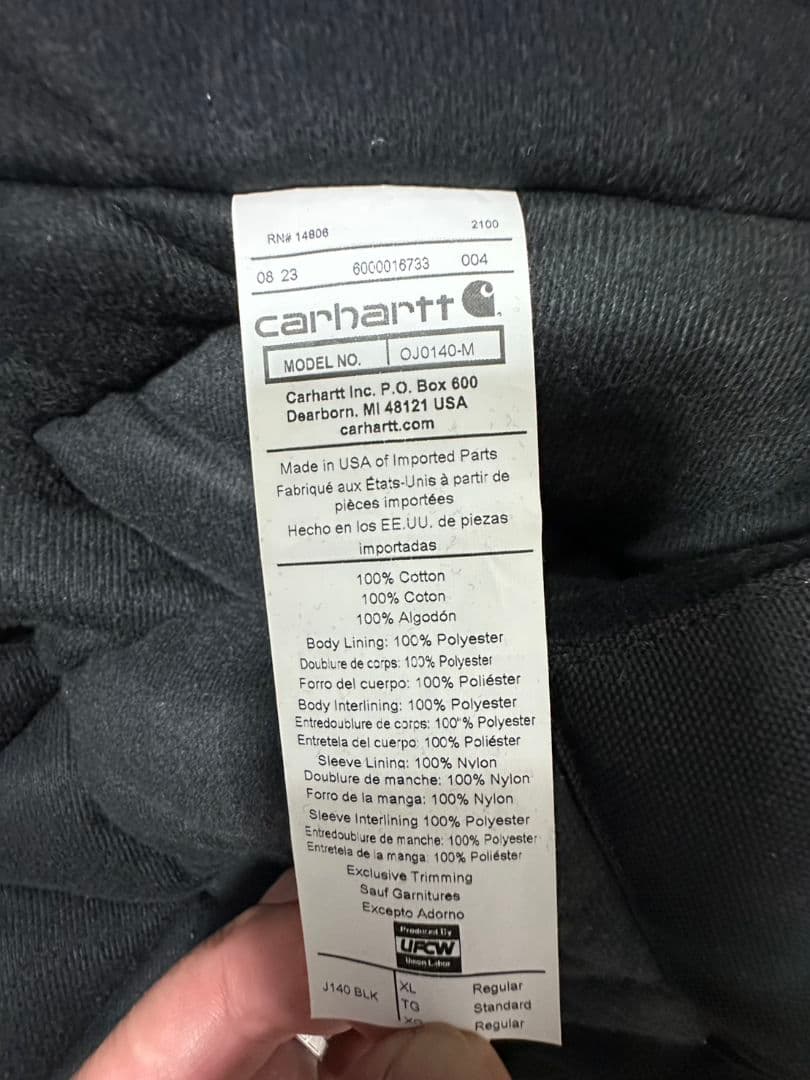 RN# 14806 2100
08 23 6000016733 004
carhartt
MODEL NO. OJ0140-M
Carhartt Inc. P.O. Box 600
Dearborn, MI 48121 USA
carhartt.com
Made in USA of Imported Parts
Fabriqué aux États-Unis à partir de
pièces importées
Hecho en los EE.UU. de piezas
importadas
100% Cotton
100% Coton
100% Algodón
Body Lining: 100% Polyester
Doublure de corps: 100% Polyester
Forro del cuerpo: 100% Poliéster
Body Interlining: 100% Polyester
Entredoublure de corps: 100% Polyester
Entretela del cuerpo: 100% Poliéster
Sleeve Lining: 100% Nylon
Doublure de manche: 100% Nylon
Forro de la manga: 100% Nylon
Sleeve Interlining 100% Polyester
Entredoublure de manche: 100% Polyester
Entretela de la manga: 100% Poliéster
Exclusive Trimming
Sauf Garnitures
Excepto Adorno
Produced By
UFCW
Union Labor
J140 BLK XL Regular
TG Standard
Regular